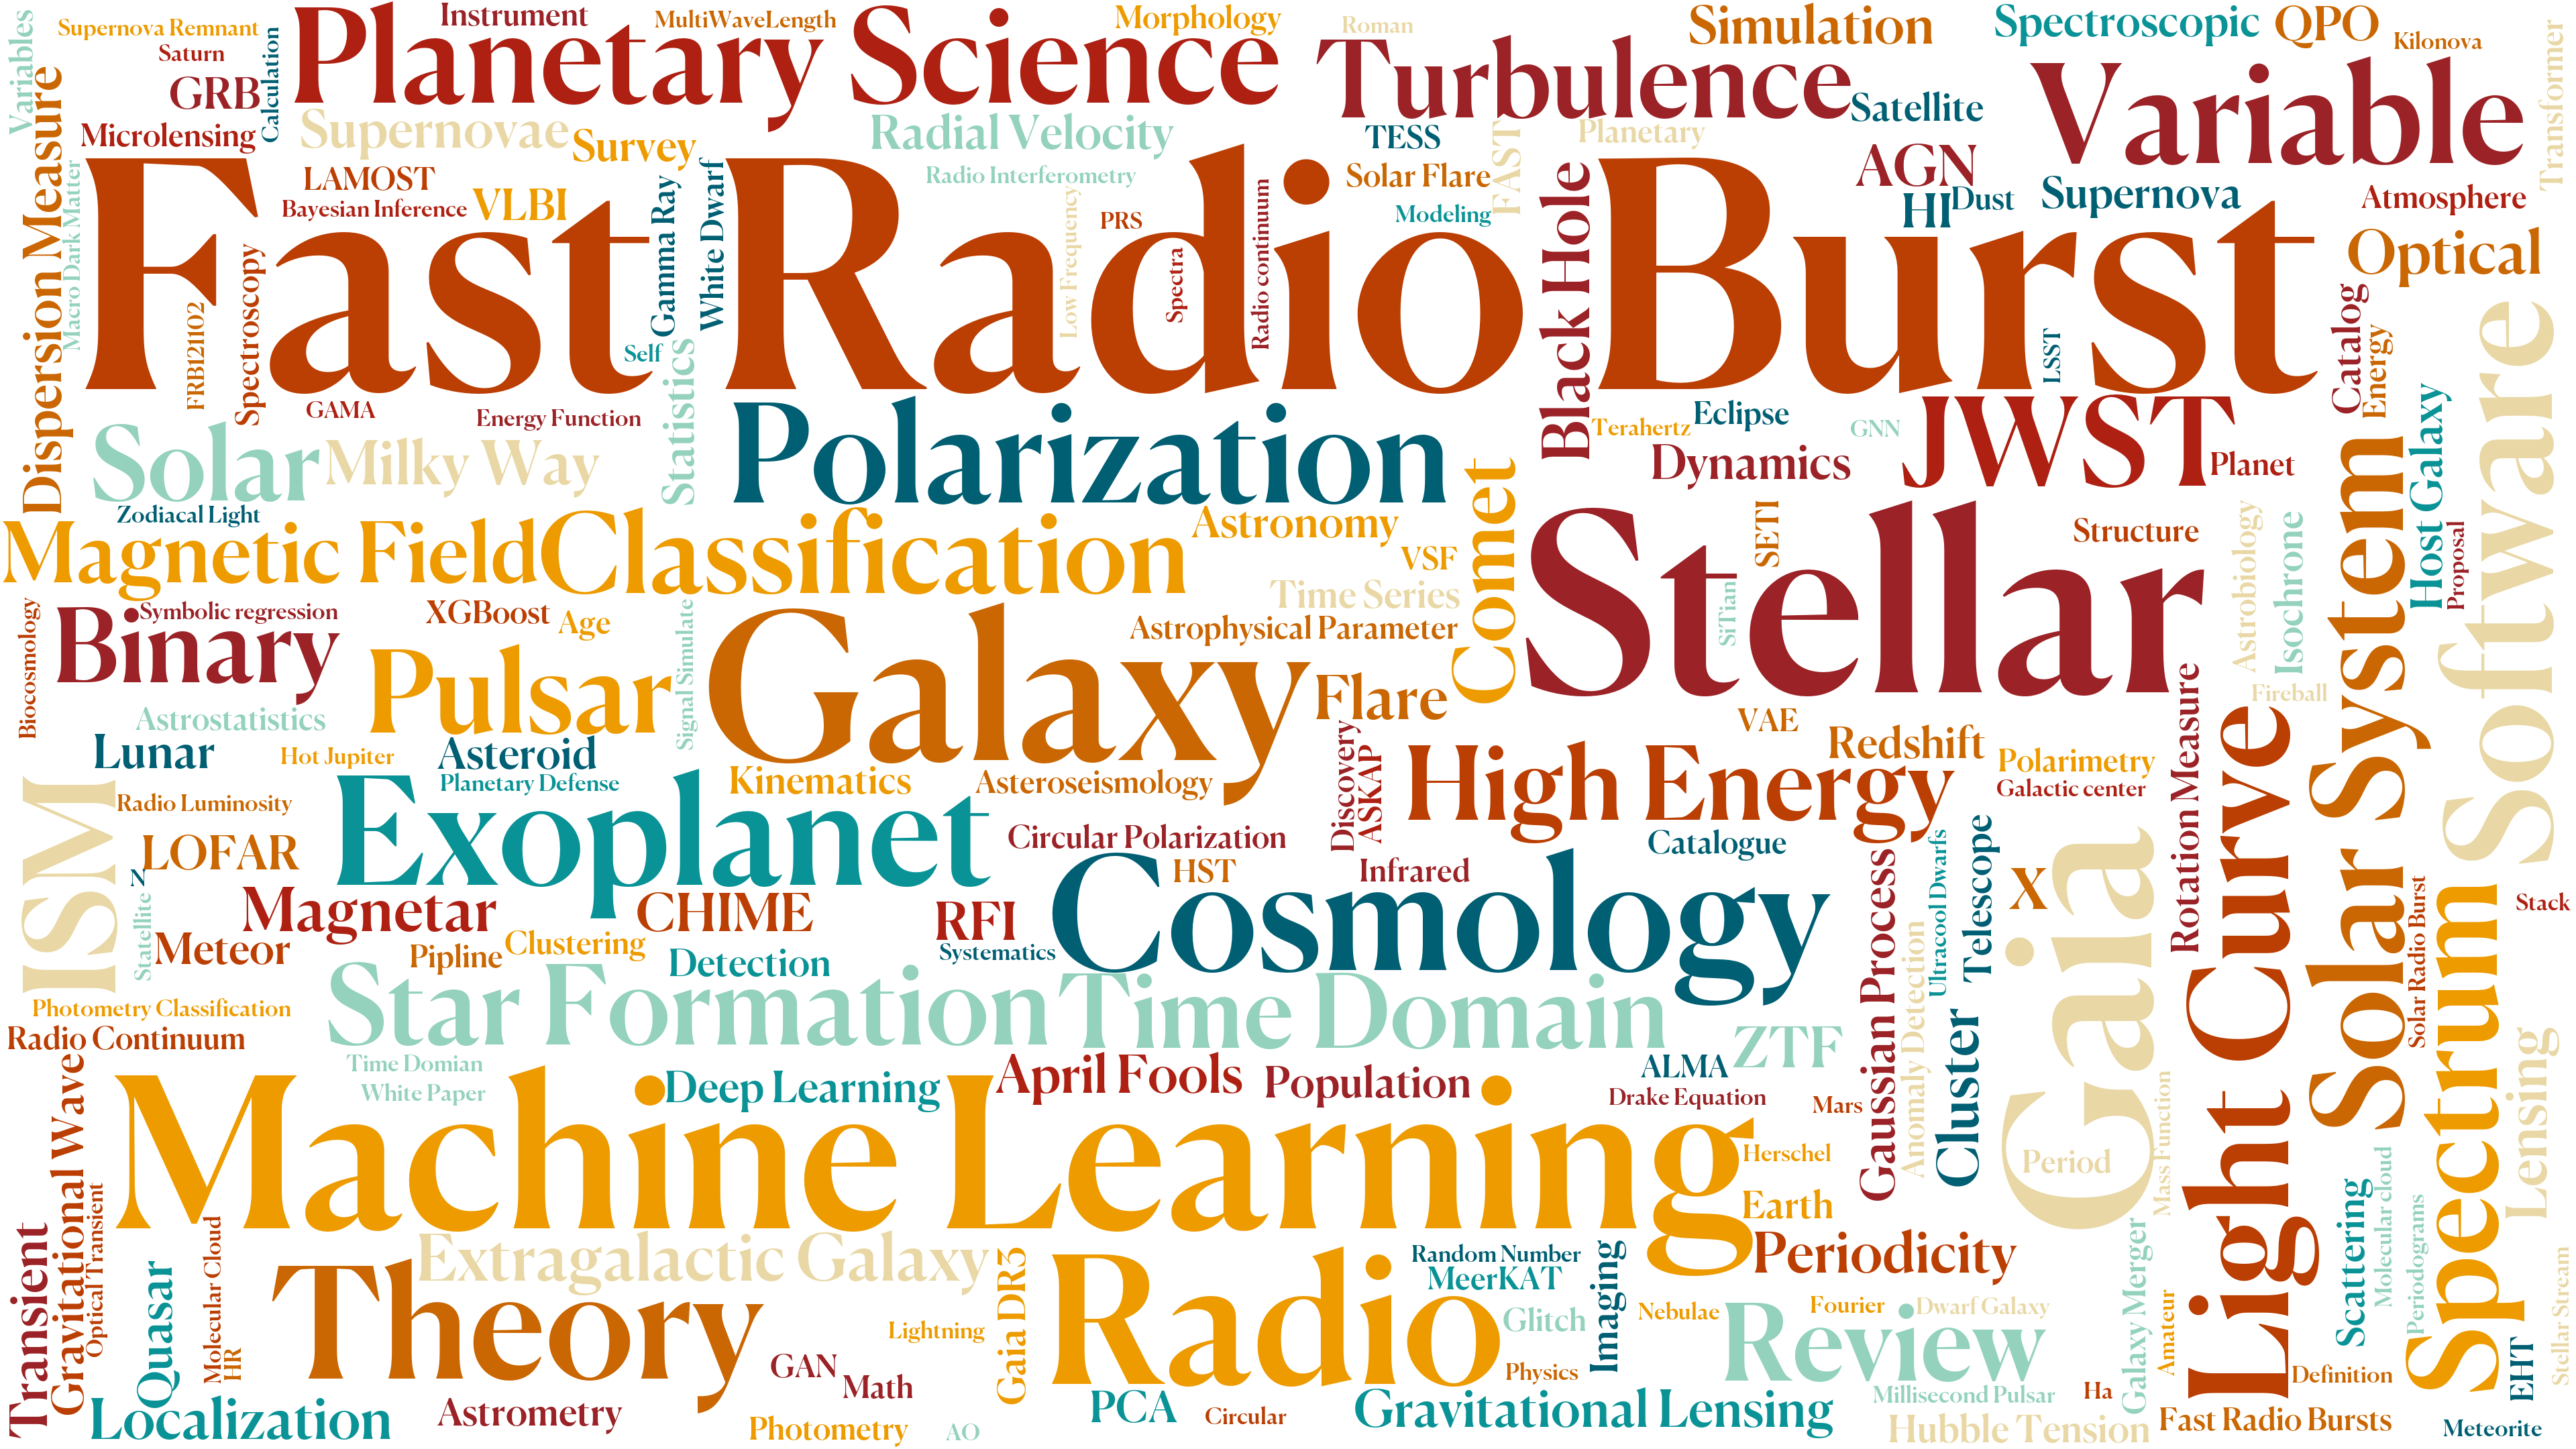 Variables
Supernova Remnant
Saturn
GRB
Calculation
Microlensing
Instrument
MultiWaveLength
Planetary Science
Morphology
Roman
Turbulence
Simulation
Spectroscopic
QPO
Kilonova
Transformer
Variable
Satellite
Supernovae
Survey
Radial Velocity
Radio Interferometry
TESS
Solar Flare
Modeling
FAST
Planetary
AGN
HI
Dust
Supernova
Atmosphere
Optical
Dispersion Measure
Macro Dark Matter
LAMOST
Bayesian Inference
VLBI
Gamma Ray
White Dwarf
Low Frequency
PRS
Spectra
Radio continuum
Black Hole
Fast Radio Burst
FRB121102
Spectroscopy
Self
Statistics
GAMA
Energy Function
LSST
Catalog
Energy
Software
Solar
Milky Way
Zodiacal Light
Polarization
Terahertz
Eclipse
GNN
JWST
Planet
Dynamics
Host Galaxy
Proposal
Magnetic Field
Classification
Astronomy
VSF
Comet
Time Series
Astrophysical Parameter
Stellar
SETI
SiTian
Structure
Astrobiology
Isochrone
Fireball
Solar System
Biocosmology
Symbolic regression
Binary
XGBoost
Age
Signal Simulate
Pulsar
Galaxy
Flare
Astrostatistics
Lunar
Hot Jupiter
Asteroid
Planetary Defense
Kinematics
Asteroseismology
Discovery
ASKAP
VAE
Redshift
High Energy
Polarimetry
Galactic center
Rotation Measure
Light Curve
ISM
Radio Luminosity
LOFAR
Exoplanet
Circular Polarization
HST
Infrared
Catalogue
Gaussian Process
Ultracool Dwarfs
Telescope
X
Gaia
Period
N
Statellite
Magnetar
Meteor
Pipline
Clustering
CHIME
Detection
RFI
Systematics
Cosmology
Anomaly Detection
Cluster
Solar Radio Burst
Spectrum
Stack
Photometry Classification
Radio Continuum
Star Formation
Time Domain
ZTF
Time Domian
White Paper
Deep Learning
April Fools
Population
ALMA
Drake Equation
Mars
Lensing
Gravitational Wave
Optical Transient
Machine Learning
Herschel
Earth
Periodicity
Mass Function
Scattering
Molecular cloud
Periodograms
Transient
Quasar
Molecular Cloud
HR
Extragalactic Galaxy
Theory
Gaia DR3
Radio
Random Number
MeerKAT
Imaging
Glitch
Physics
Nebulae
Fourier
Dwarf Galaxy
Review
Millisecond Pulsar
Ha
Galaxy Merger
Amateur
Definition
EHT
Stellar Stream
Lightning
GAN
Math
Localization
Astrometry
Photometry
AO
PCA
Circular
Gravitational Lensing
Hubble Tension
Fast Radio Bursts
Meteorite